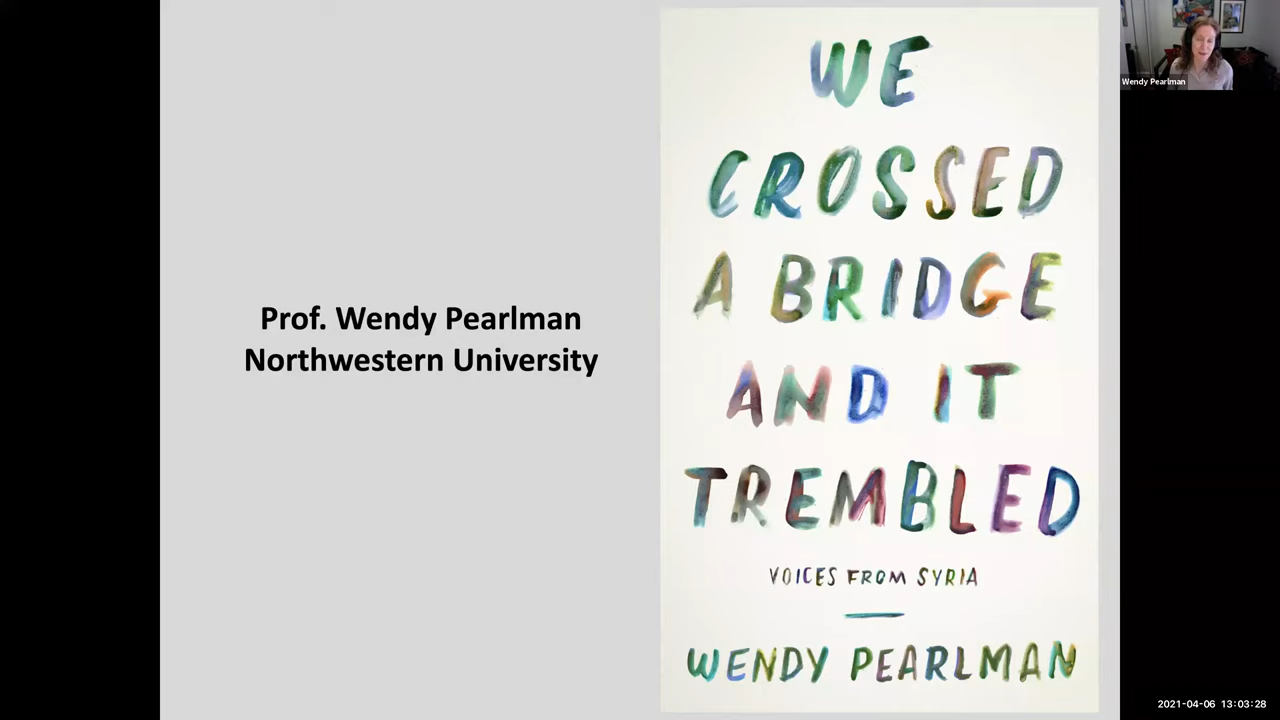 Prof. Wendy Pearlman
Northwestern University
WE
CROSSED
A BRIDGE
AND IT
TREMBLED
VOICES FROM SYRIA
WENDY PEARLMAN
Wendy Pearlman
2021-04-06 13:03:28